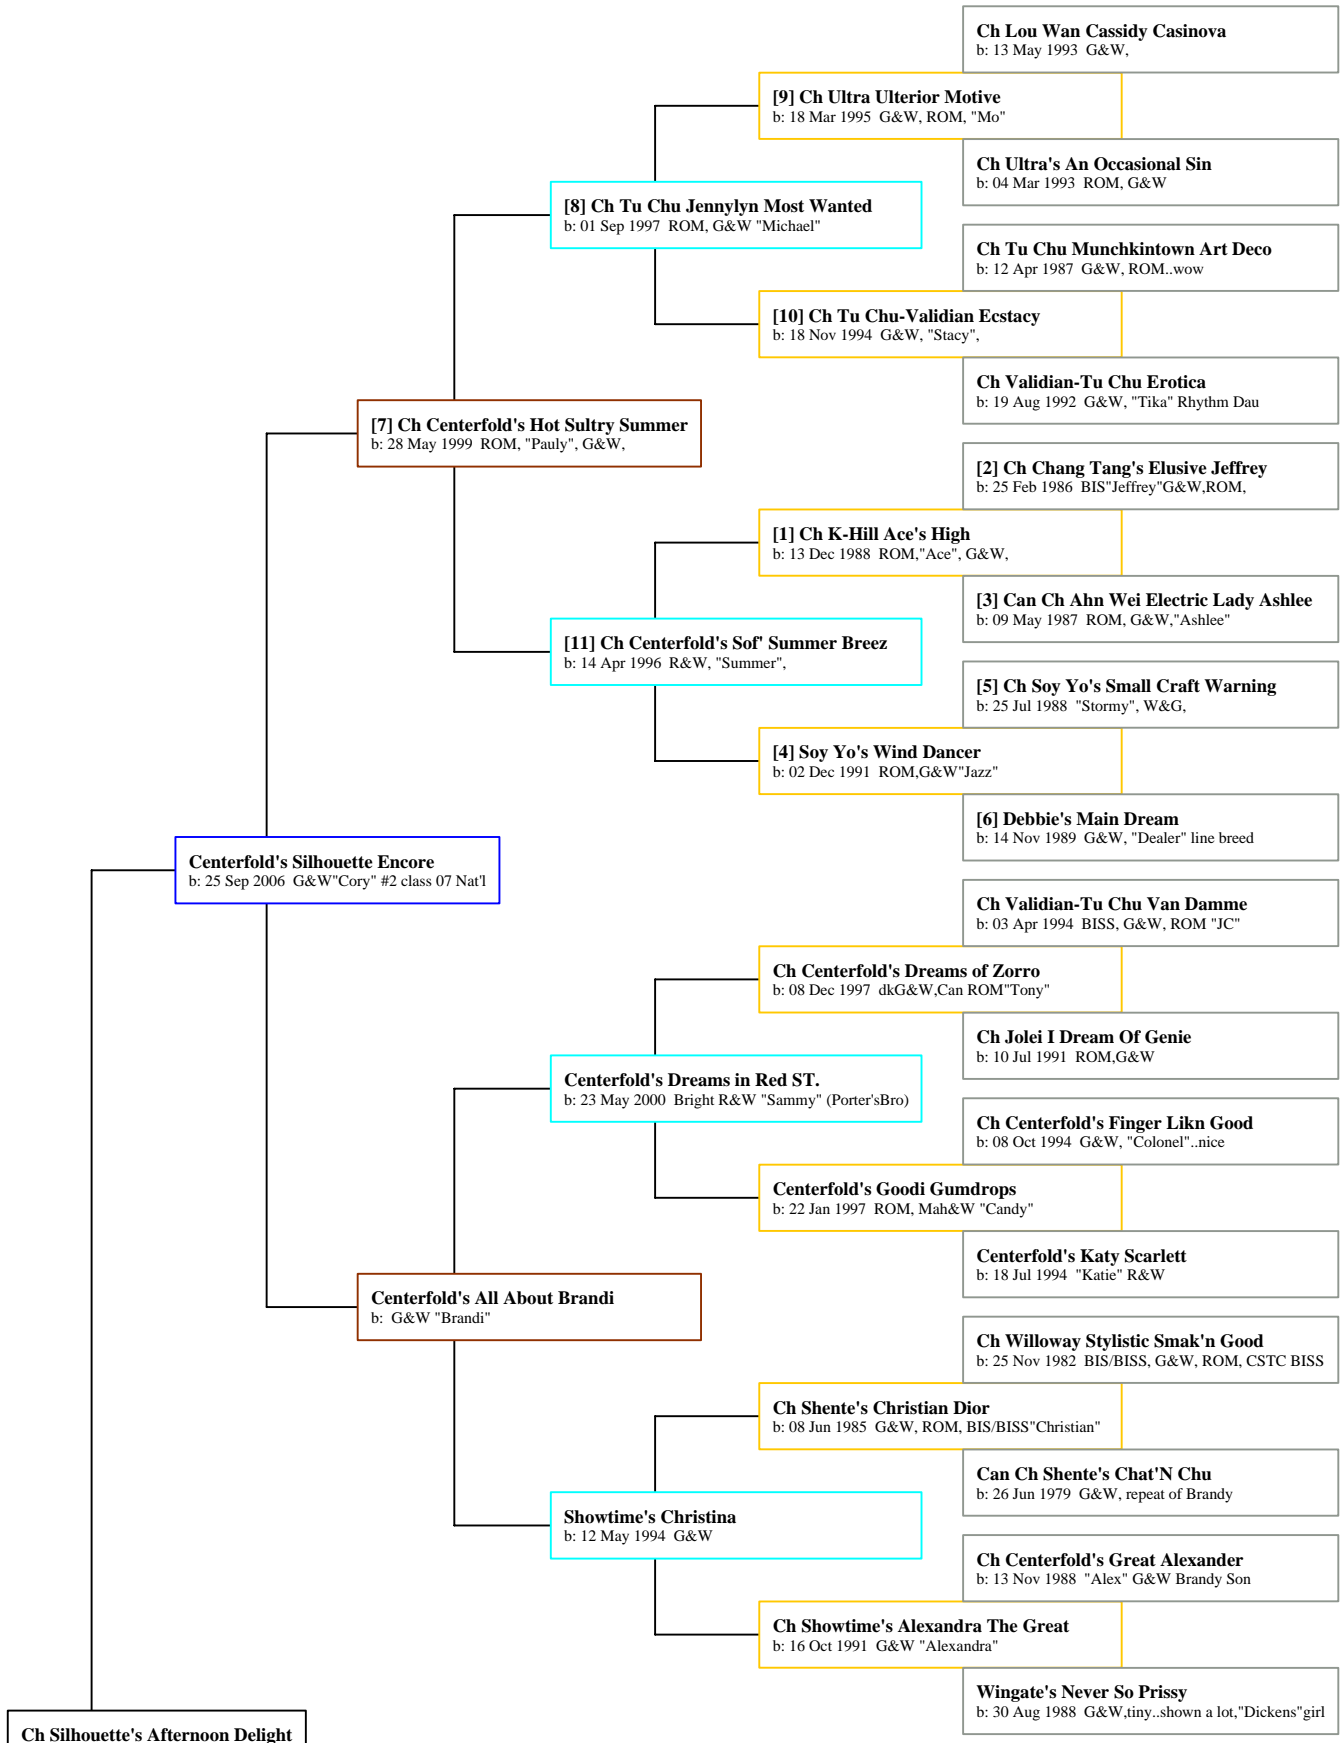 Ch Lou Wan Cassidy Casinova
b: 13 May 1993 G&W,
[9] Ch Ultra Ulterior Motive
b: 18 Mar 1995 G&W, ROM, "Mo"
Ch Ultra's An Occasional Sin
b: 04 Mar 1993 ROM, G&W
[8] Ch Tu Chu Jennylyn Most Wanted
b: 01 Sep 1997 ROM, G&W "Michael"
Ch Tu Chu Munchkintown Art Deco
b: 12 Apr 1987 G&W, ROM..wow
[10] Ch Tu Chu-Validian Ecstacy
b: 18 Nov 1994 G&W, "Stacy",
Ch Validian-Tu Chu Erotica
b: 19 Aug 1992 G&W, "Tika" Rhythm Dau
[7] Ch Centerfold's Hot Sultry Summer
b: 28 May 1999 ROM, "Pauly", G&W,
[2] Ch Chang Tang's Elusive Jeffrey
b: 25 Feb 1986 BIS"Jeffrey"G&W,ROM,
[1] Ch K-Hill Ace's High
b: 13 Dec 1988 ROM,"Ace", G&W,
[3] Can Ch Ahn Wei Electric Lady Ashlee
b: 09 May 1987 ROM, G&W,"Ashlee"
[11] Ch Centerfold's Sof' Summer Breez
b: 14 Apr 1996 R&W, "Summer",
[5] Ch Soy Yo's Small Craft Warning
b: 25 Jul 1988 "Stormy", W&G,
[4] Soy Yo's Wind Dancer
b: 02 Dec 1991 ROM,G&W"Jazz"
[6] Debbie's Main Dream
b: 14 Nov 1989 G&W, "Dealer" line breed
Centerfold's Silhouette Encore
b: 25 Sep 2006 G&W"Cory" #2 class 07 Nat'l
Ch Validian-Tu Chu Van Damme
b: 03 Apr 1994 BISS, G&W, ROM "JC"
Ch Centerfold's Dreams of Zorro
b: 08 Dec 1997 dkG&W,Can ROM"Tony"
Ch Jolei I Dream Of Genie
b: 10 Jul 1991 ROM,G&W
Centerfold's Dreams in Red ST.
b: 23 May 2000 Bright R&W "Sammy" (Porter'sBro)
Ch Centerfold's Finger Likn Good
b: 08 Oct 1994 G&W, "Colonel"..nice
Centerfold's Goodi Gumdrops
b: 22 Jan 1997 ROM, Mah&W "Candy"
Centerfold's Katy Scarlett
b: 18 Jul 1994 "Katie" R&W
Centerfold's All About Brandi
b: G&W "Brandi"
Ch Willoway Stylistic Smak'n Good
b: 25 Nov 1982 BIS/BISS, G&W, ROM, CSTC BISS
Ch Shente's Christian Dior
b: 08 Jun 1985 G&W, ROM, BIS/BISS"Christian"
Can Ch Shente's Chat'N Chu
b: 26 Jun 1979 G&W, repeat of Brandy
Showtime's Christina
b: 12 May 1994 G&W
Ch Centerfold's Great Alexander
b: 13 Nov 1988 "Alex" G&W Brandy Son
Ch Showtime's Alexandra The Great
b: 16 Oct 1991 G&W "Alexandra"
Wingate's Never So Prissy
b: 30 Aug 1988 G&W,tiny..shown a lot,"Dickens"girl
Ch Silhouette's Afternoon Delight